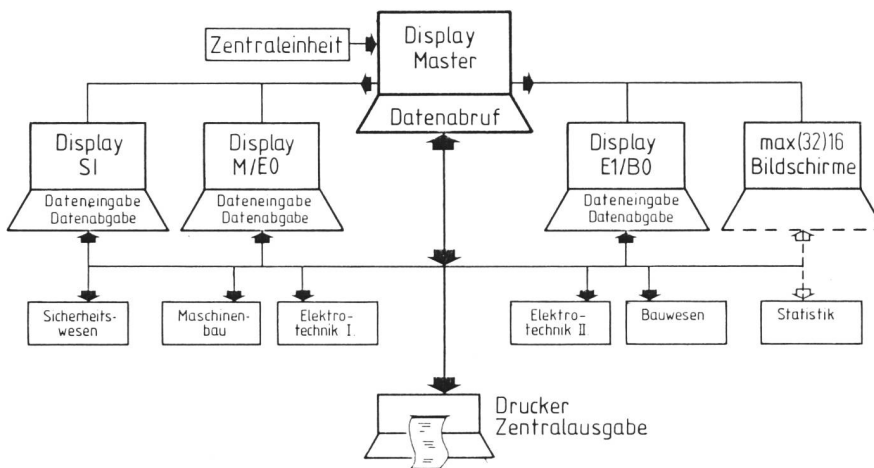 Zentraleinheit
Display
Master
Datenabruf
Display
SI
Dateneingabe
Datenabgabe
Display
M/E0
Dateneingabe
Datenabgabe
Display
E1/B0
Dateneingabe
Datenabgabe
max(32)16
Bildschirme
Sicherheits-
wesen
Maschinen-
bau
Elektro-
technik I.
Elektro-
technik II
Bauwesen
Statistik
Drucker
Zentralausgabe